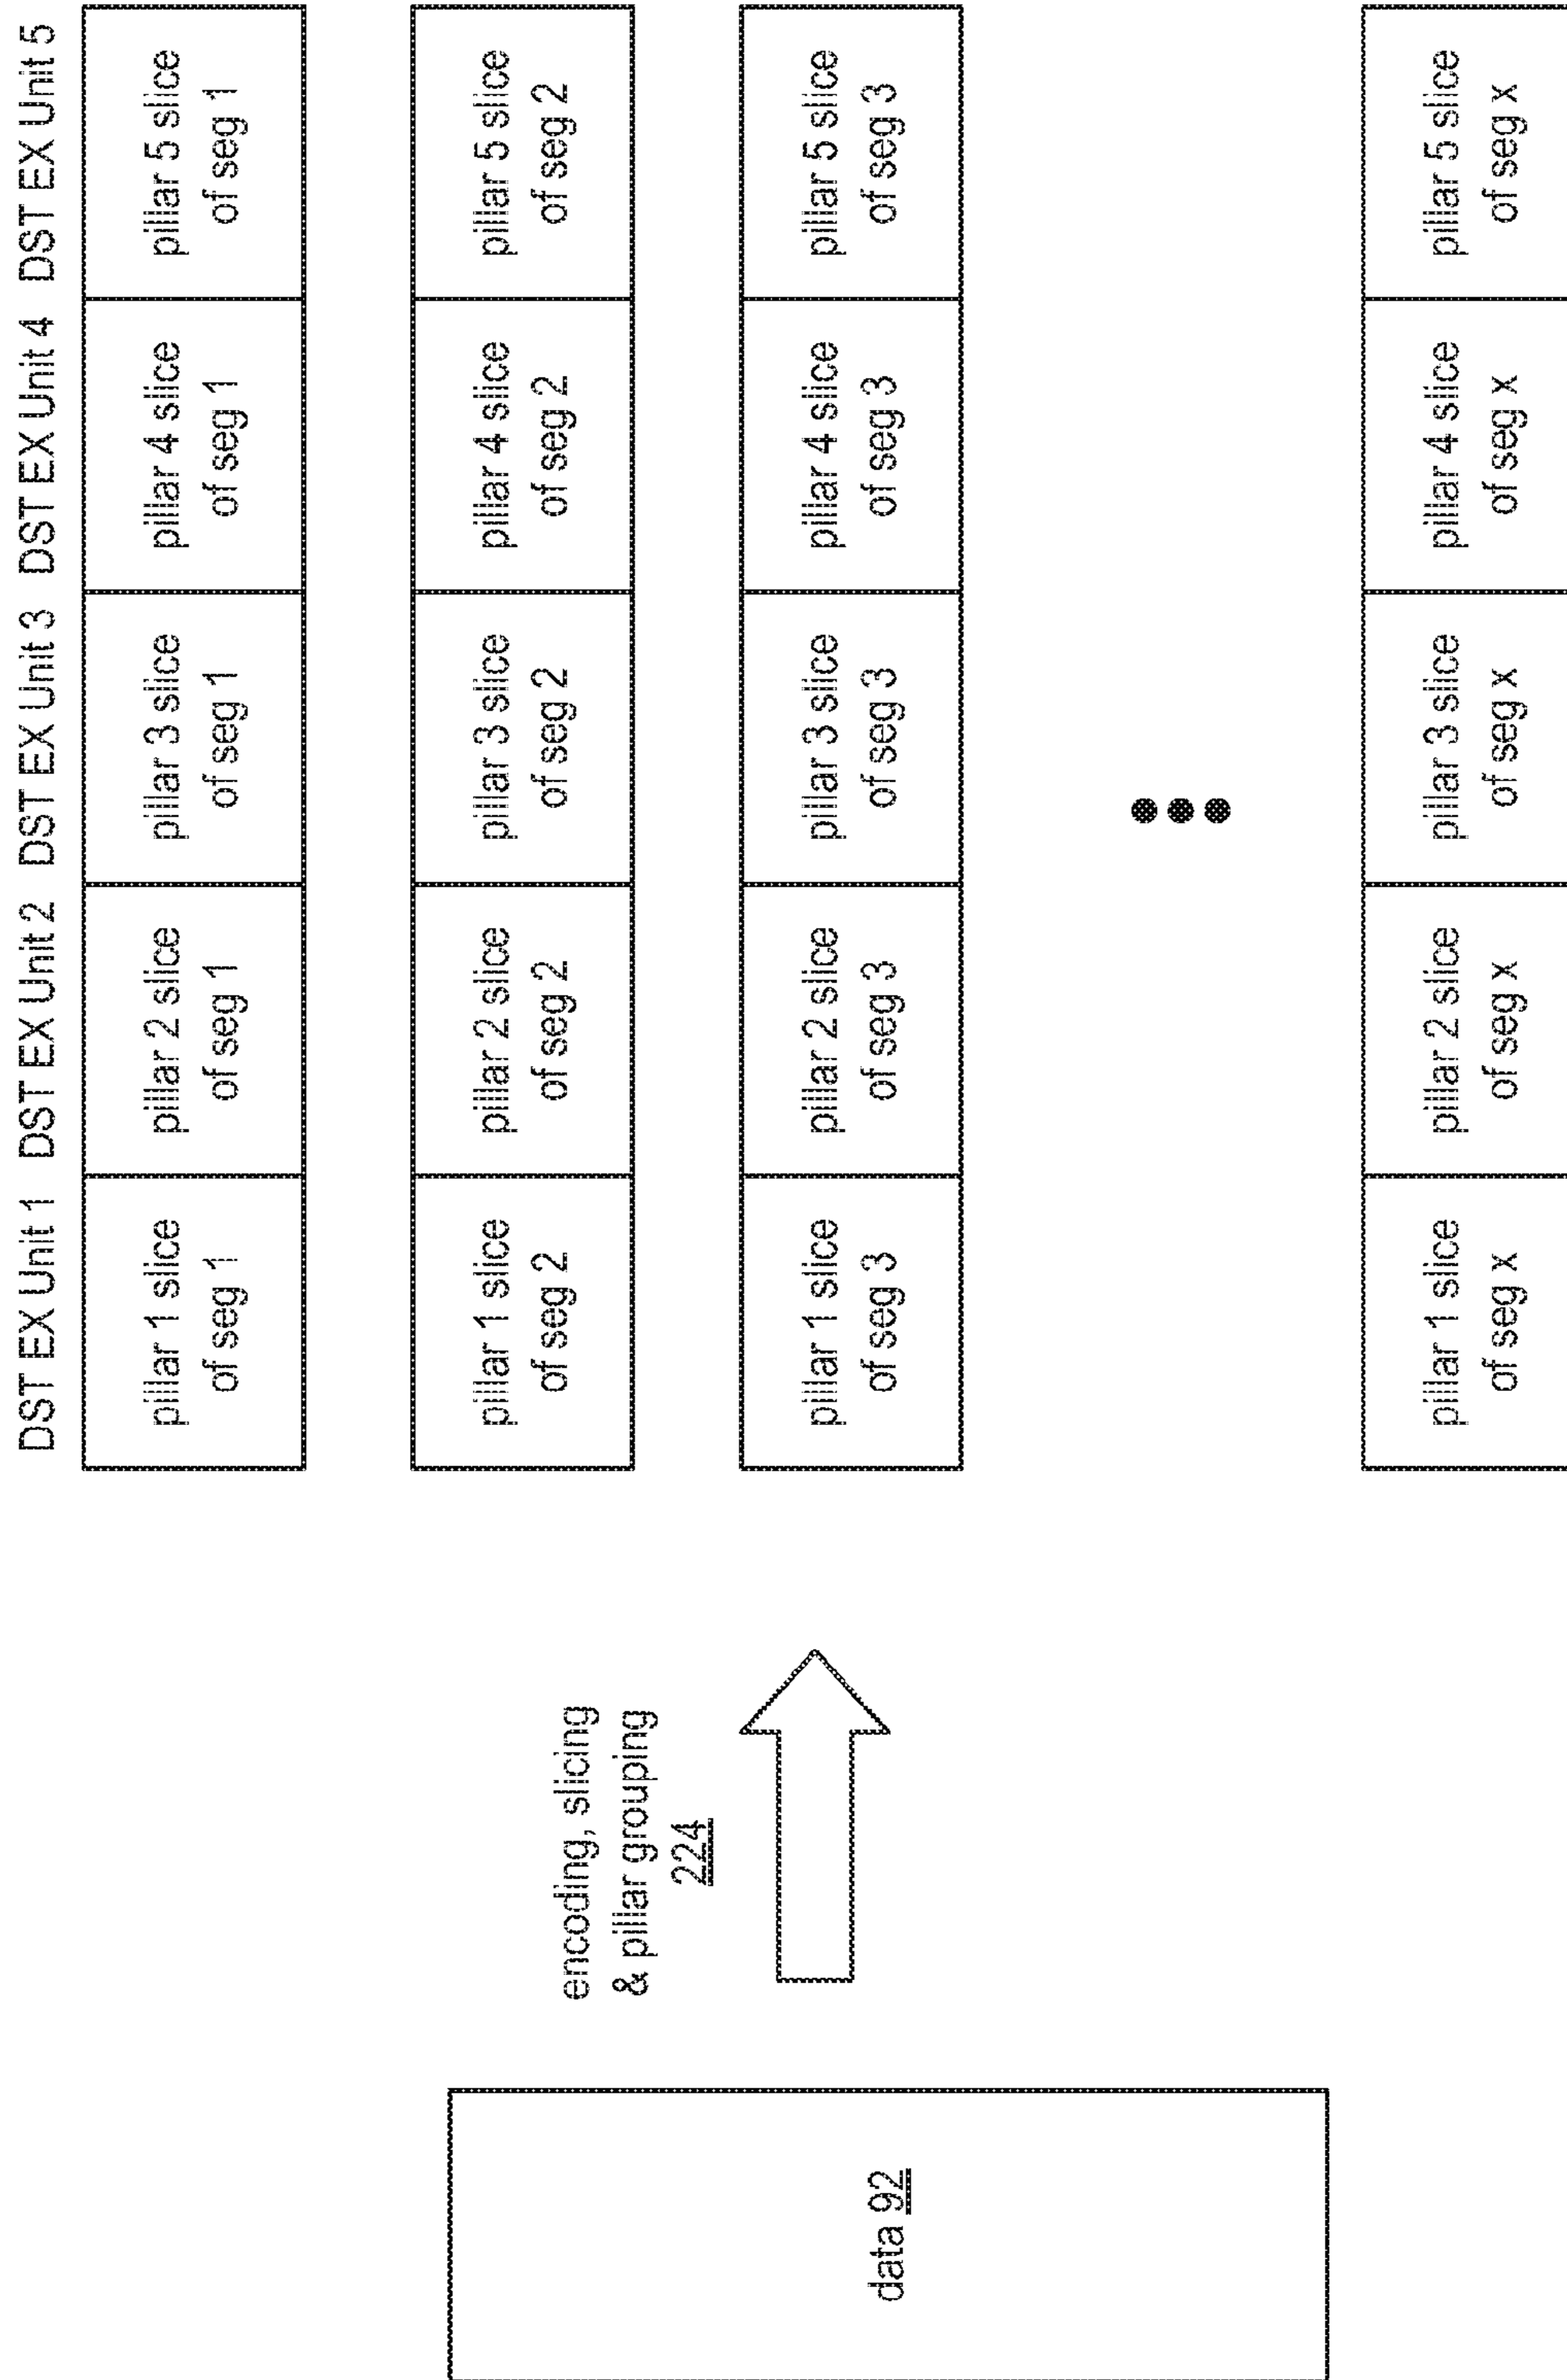 data 92
encoding, slicing
& pillar grouping
224
DST EX Unit 1 DST EX Unit 2 DST EX Unit 3 DST EX Unit 4 DST EX Unit 5
pillar 1 slice
of seg 1
pillar 2 slice
of seg 1
pillar 3 slice
of seg 1
pillar 4 slice
of seg 1
pillar 5 slice
of seg 1
pillar 1 slice
of seg 2
pillar 2 slice
of seg 2
pillar 3 slice
of seg 2
pillar 4 slice
of seg 2
pillar 5 slice
of seg 2
pillar 1 slice
of seg 3
pillar 2 slice
of seg 3
pillar 3 slice
of seg 3
pillar 4 slice
of seg 3
pillar 5 slice
of seg 3
pillar 1 slice
of seg x
pillar 2 slice
of seg x
pillar 3 slice
of seg x
pillar 4 slice
of seg x
pillar 5 slice
of seg x